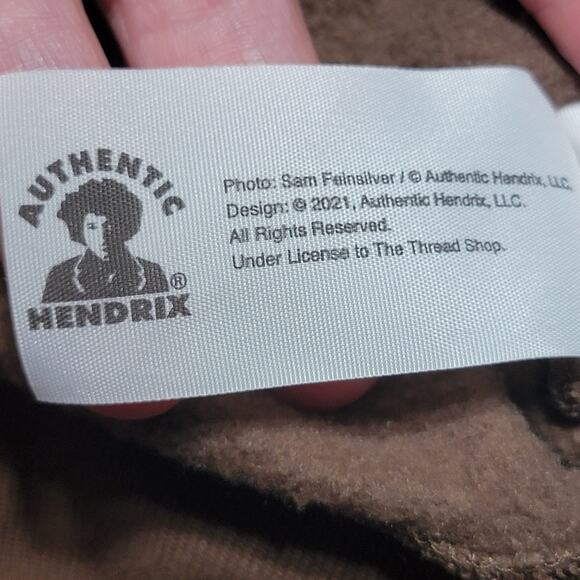 AUTHENTIC
HENDRIX®
Photo: Sam Feinsilver / © Authentic Hendrix, LLC.
Design: © 2021, Authentic Hendrix, LLC.
All Rights Reserved.
Under License to The Thread Shop.